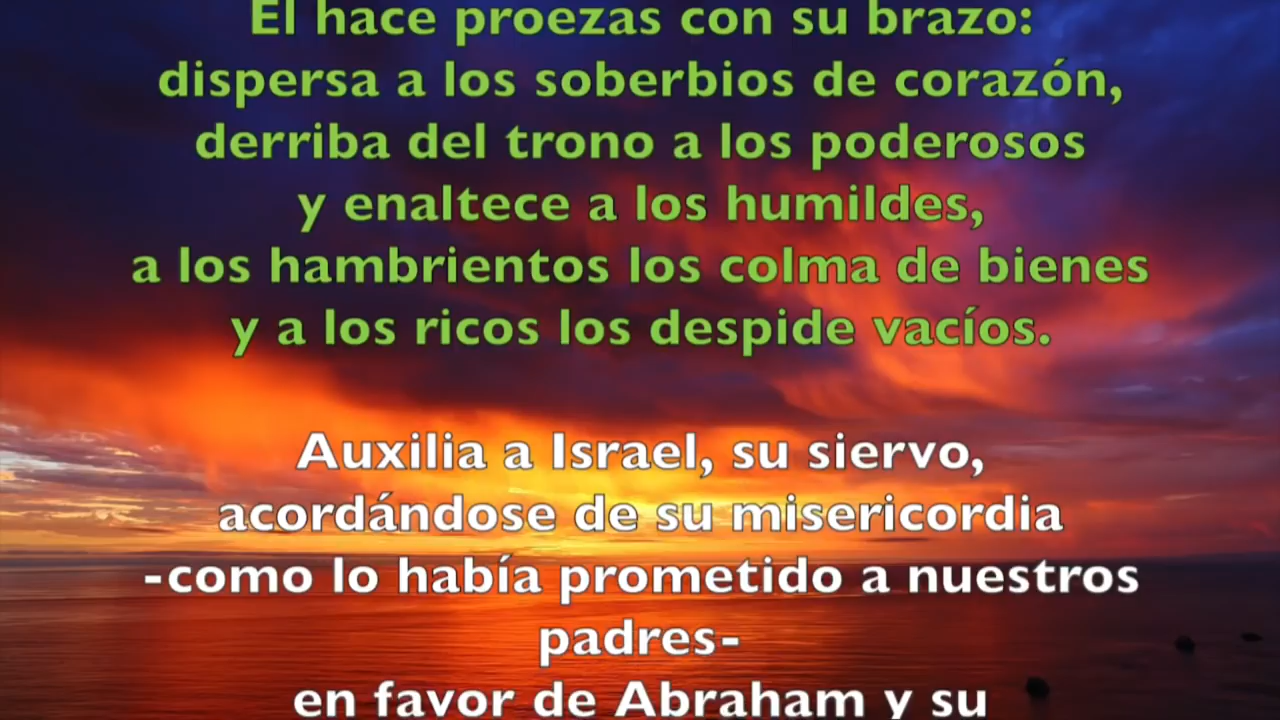 El hace proezas con su brazo:
dispersa a los soberbios de corazón,
derriba del trono a los poderosos
y enaltece a los humildes,
a los hambrientos los colma de bienes
y a los ricos los despide vacíos.
Auxilia a Israel, su siervo,
acordándose de su misericordia
-como lo había prometido a nuestros
padres-
en favor de Abraham y su